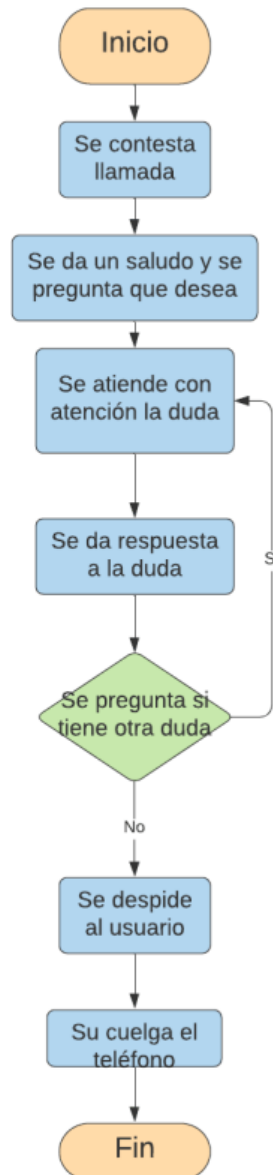 Inicio
Se contesta
llamada
Se da un saludo y se
pregunta que desea
Se atiende con
atención la duda
Se da respuesta
a la duda
S
Se pregunta si
tiene otra duda
No
Se despide
al usuario
Su cuelga el
teléfono
Fin